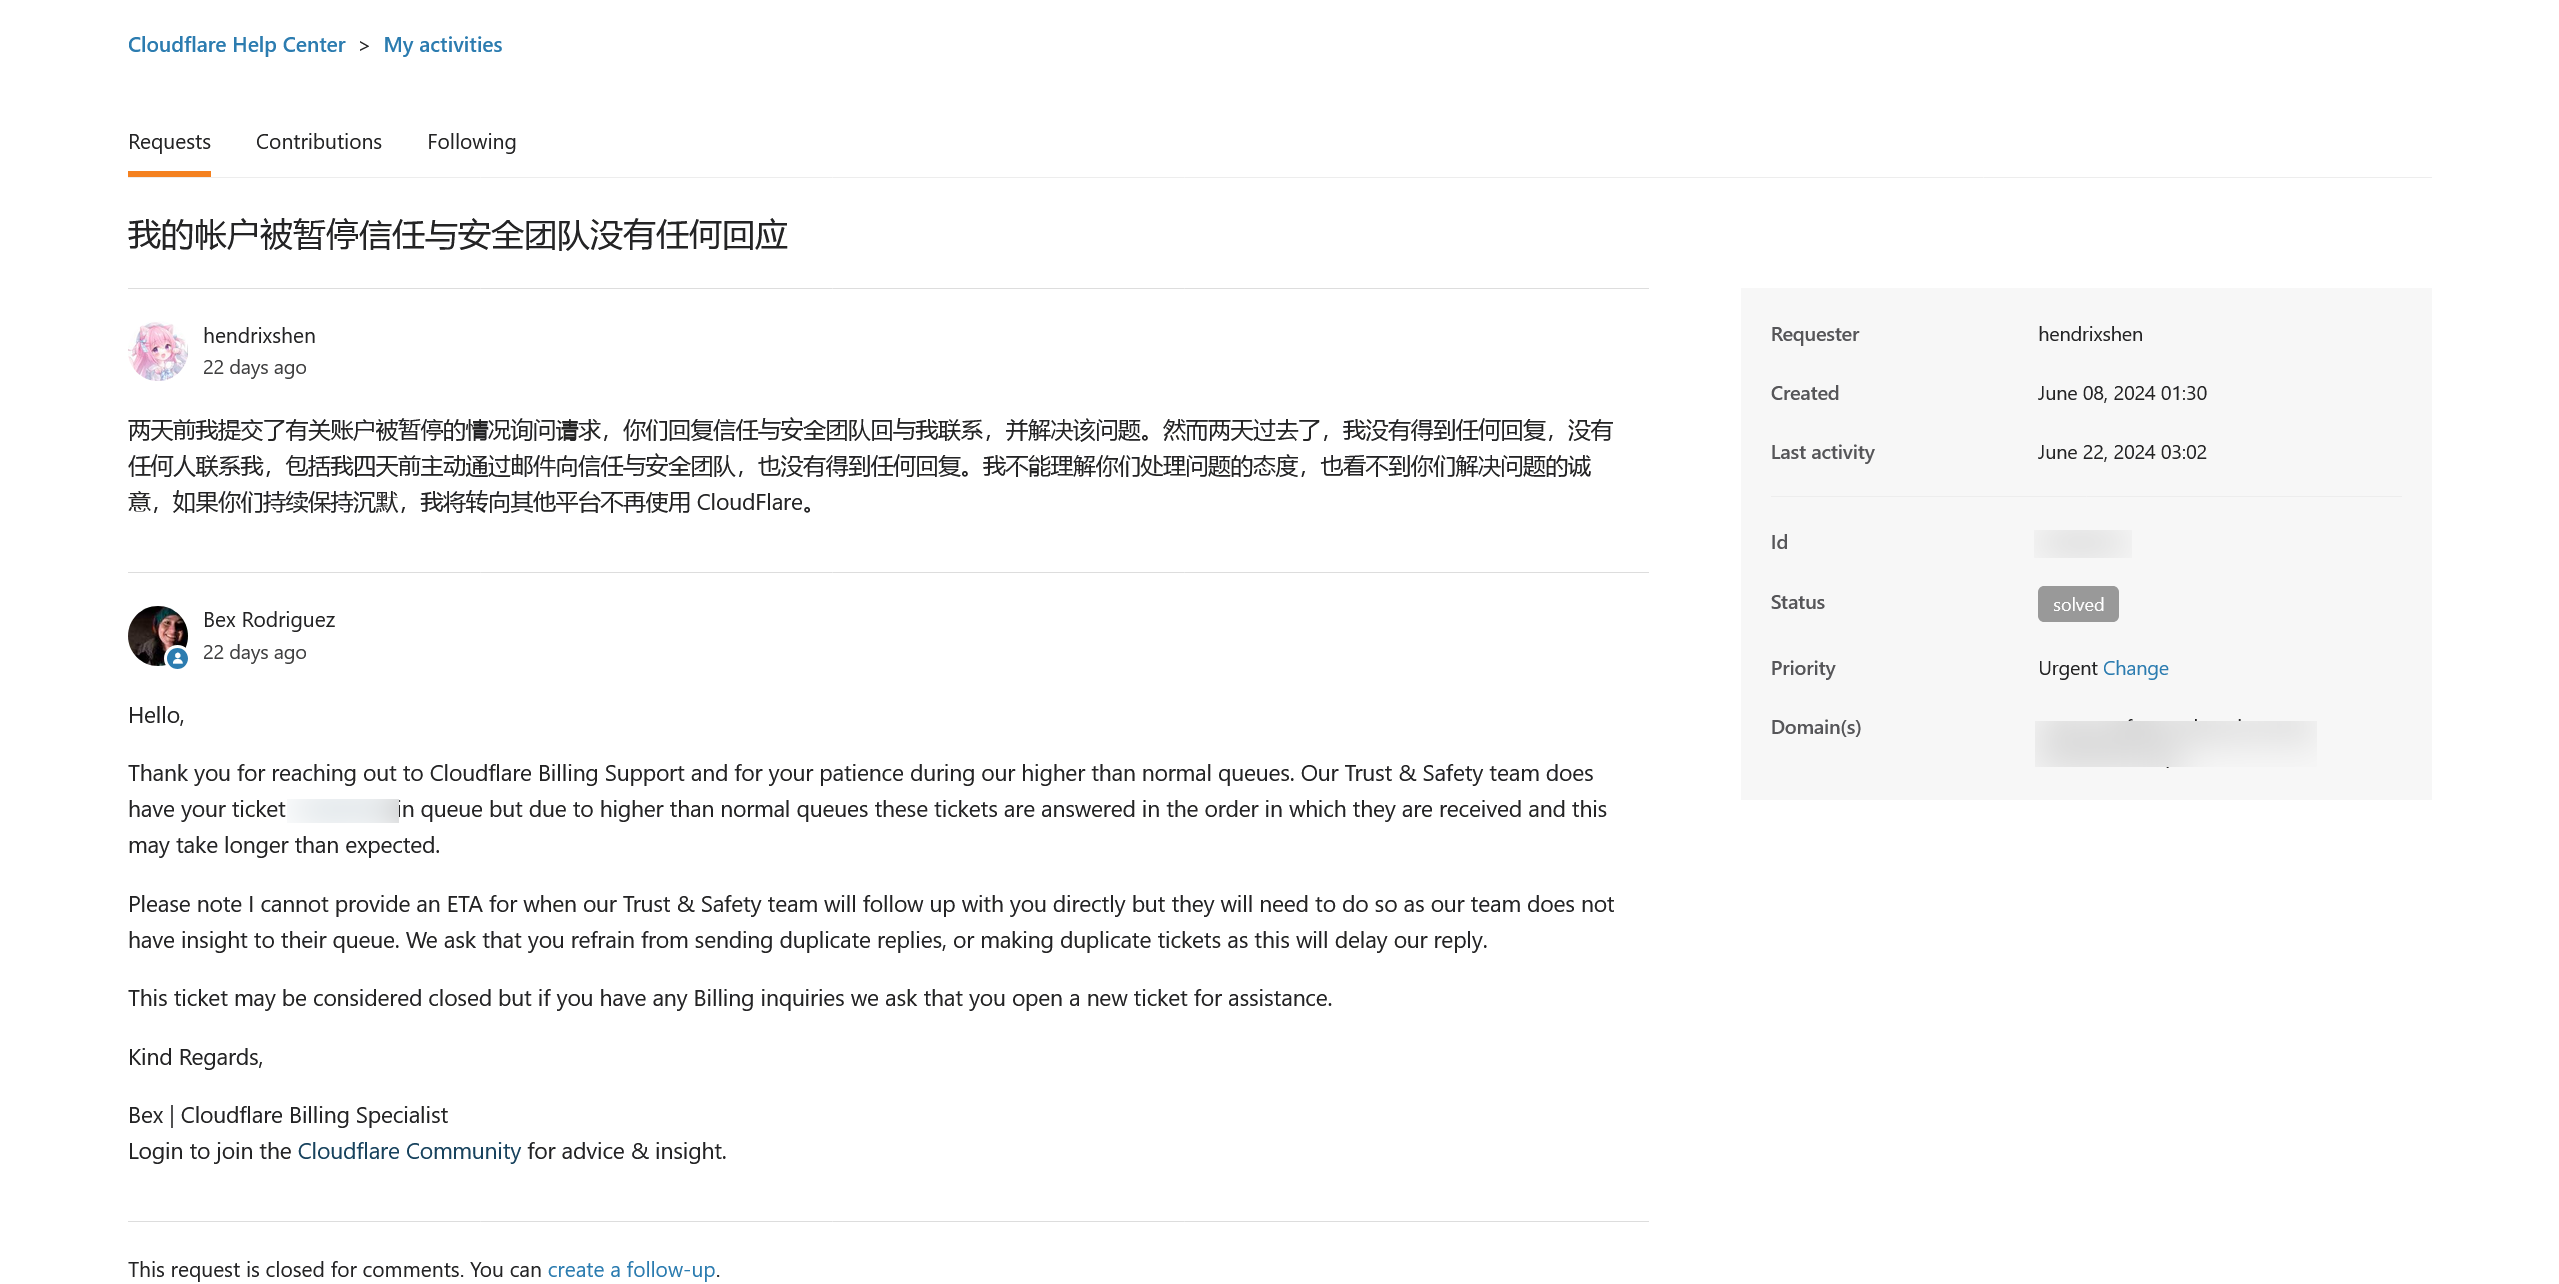 Cloudflare Help Center > My activities
Requests Contributions Following
我的帐户被暂停信任与安全团队没有任何回应
hendrixshen
22 days ago
两天前我提交了有关账户被暂停的情况询问请求，你们回复信任与安全团队回与我联系，并解决该问题。然而两天过去了，我没有得到任何回复，没有
任何人联系我，包括我四天前主动通过邮件向信任与安全团队，也没有得到任何回复。我不能理解你们处理问题的态度，也看不到你们解决问题的诚
意，如果你们持续保持沉默，我将转向其他平台不再使用 CloudFlare。
Bex Rodriguez
22 days ago
Hello,
Thank you for reaching out to Cloudflare Billing Support and for your patience during our higher than normal queues. Our Trust & Safety team does
have your ticket in queue but due to higher than normal queues these tickets are answered in the order in which they are received and this
may take longer than expected.
Please note I cannot provide an ETA for when our Trust & Safety team will follow up with you directly but they will need to do so as our team does not
have insight to their queue. We ask that you refrain from sending duplicate replies, or making duplicate tickets as this will delay our reply.
This ticket may be considered closed but if you have any Billing inquiries we ask that you open a new ticket for assistance.
Kind Regards,
Bex | Cloudflare Billing Specialist
Login to join the Cloudflare Community for advice & insight.
This request is closed for comments. You can create a follow-up.
Requester hendrixshen
Created June 08, 2024 01:30
Last activity June 22, 2024 03:02
Id
Status solved
Priority Urgent Change
Domain(s)